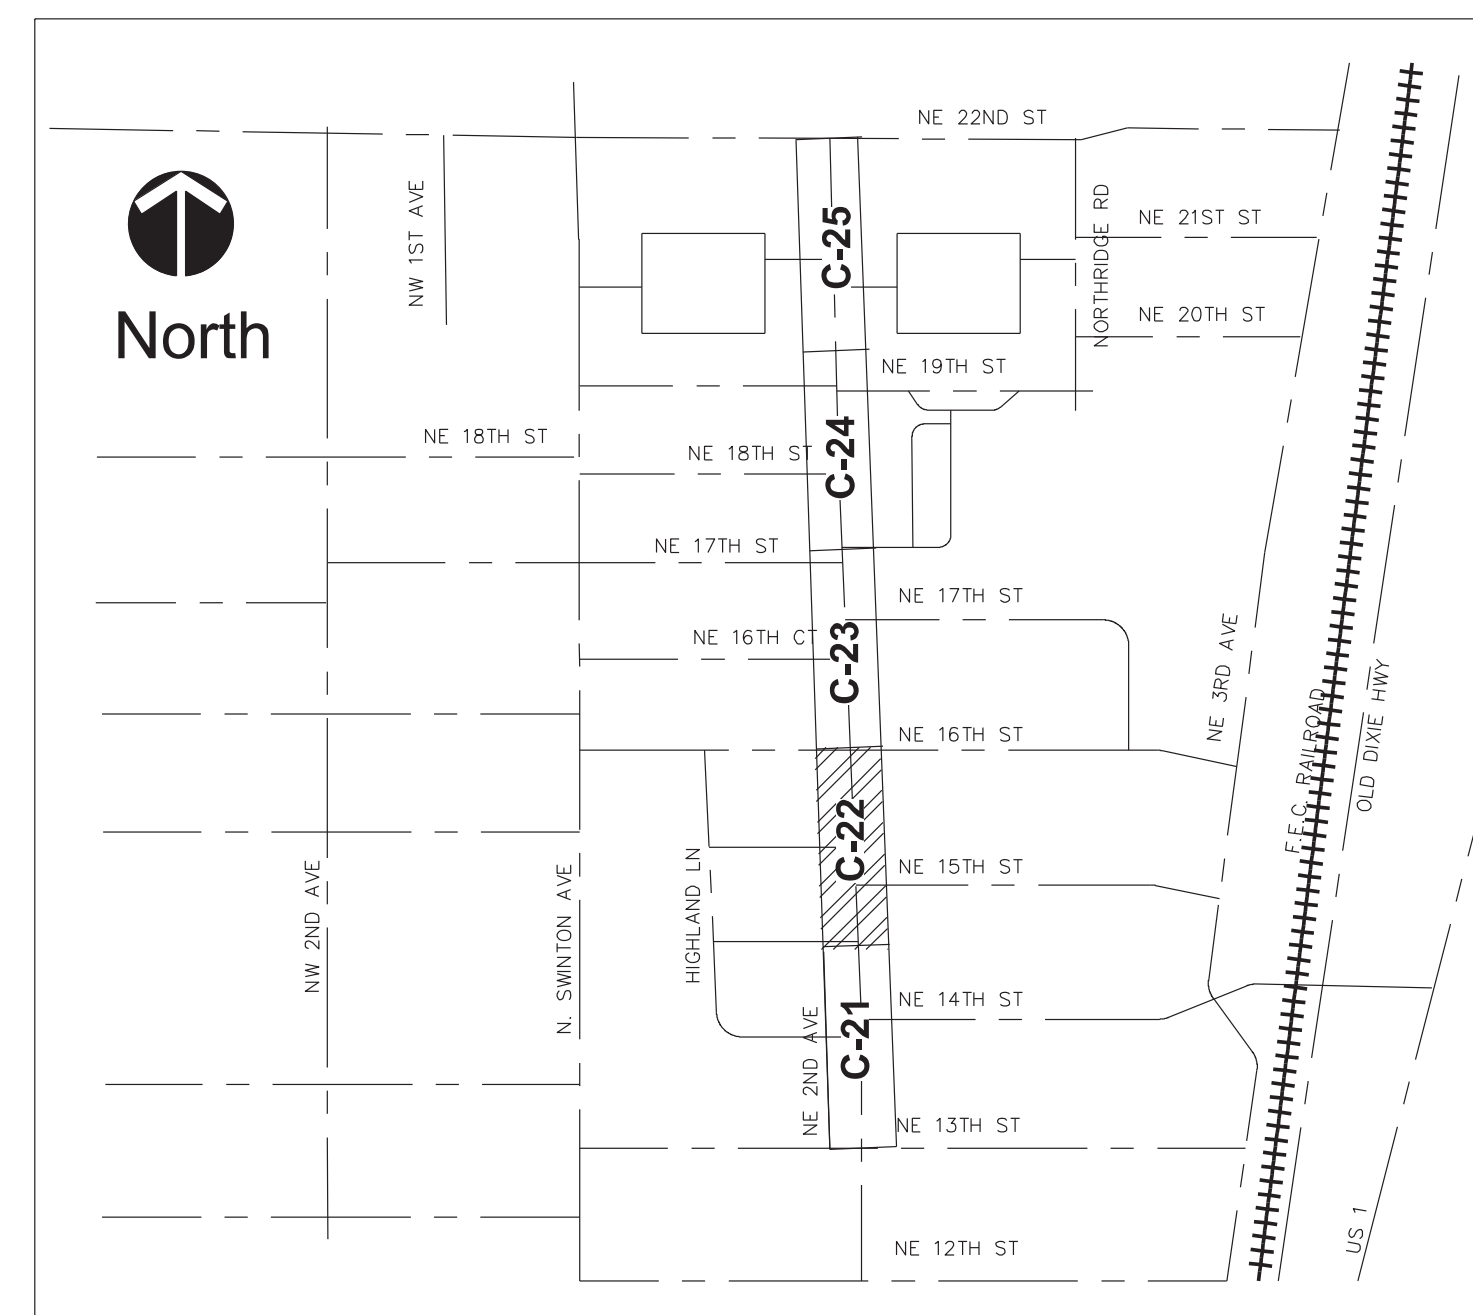 NE 22ND ST
NW 1ST AVE
North
C-25
NORTHRIDGE RD
NE 21ST ST
NE 20TH ST
NE 19TH ST
NE 18TH ST
NE 18TH ST
C-24
NE 17TH ST
NE 17TH ST
NE 16TH CT
C-23
NE 3RD AVE
F.E.C. RAILROAD
OLD DIXIE HWY
NE 16TH ST
C-22
NE 15TH ST
NW 2ND AVE
N. SWINTON AVE
HIGHLAND LN
NE 14TH ST
C-21
NE 2ND AVE
NE 13TH ST
US 1
NE 12TH ST